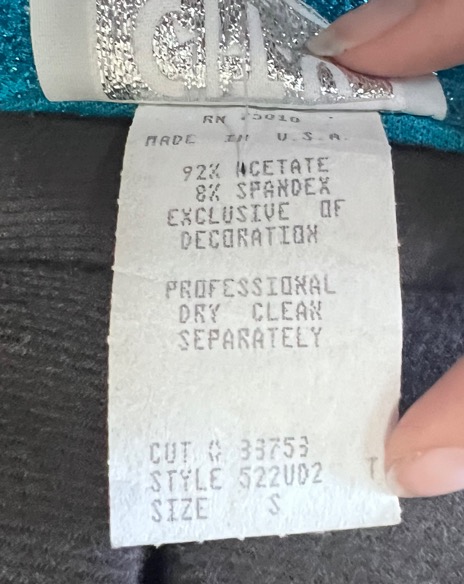 RN 75010
MADE IN U.S.A.
92% ACETATE
8% SPANDEX
EXCLUSIVE OF
DECORATION
PROFESSIONAL
DRY CLEAN
SEPARATELY
CUT # 33753
STYLE 522UD2 T
SIZE S